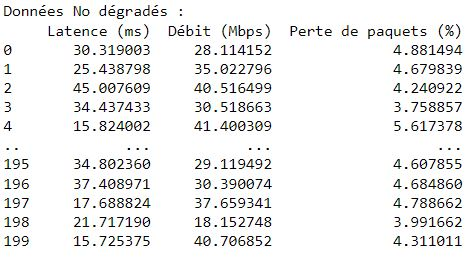 Données No dégradés :
Latence (ms) Débit (Mbps) Perte de paquets (%)
0 30.319003 28.114152 4.881494
1 25.438798 35.022796 4.679839
2 45.007609 40.516499 4.240922
3 34.437433 30.518663 3.758857
4 15.824002 41.400309 5.617378
.. ... ... ...
195 34.802360 29.119492 4.607855
196 37.408971 30.390074 4.684860
197 17.688824 37.659341 4.788662
198 21.717190 18.152748 3.991662
199 15.725375 40.706852 4.311011